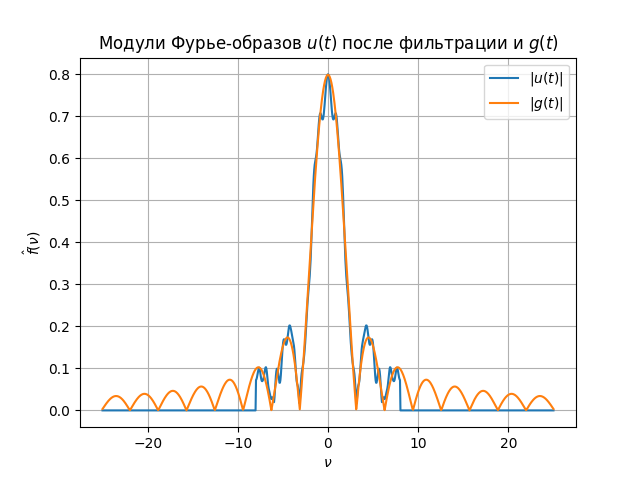 Модули Фурье-образов u(t) после фильтрации и g(t)
|u(t)|
|g(t)|
0.8
0.7
0.6
0.5
0.4
0.3
0.2
0.1
0.0
f̂(ν)
−20 −10 0 10 20
ν